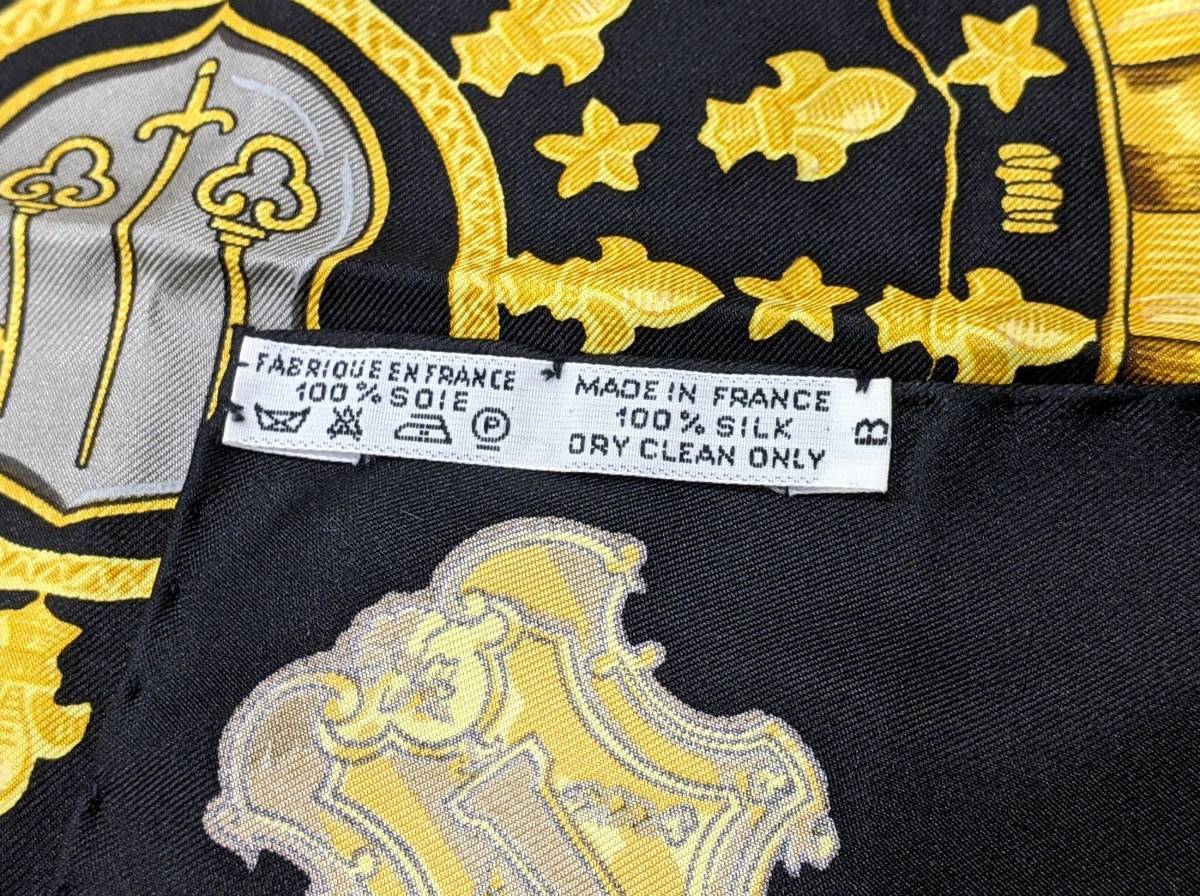 FABRIQUE EN FRANCE
100% SOIE
P
MADE IN FRANCE
100% SILK
DRY CLEAN ONLY
B